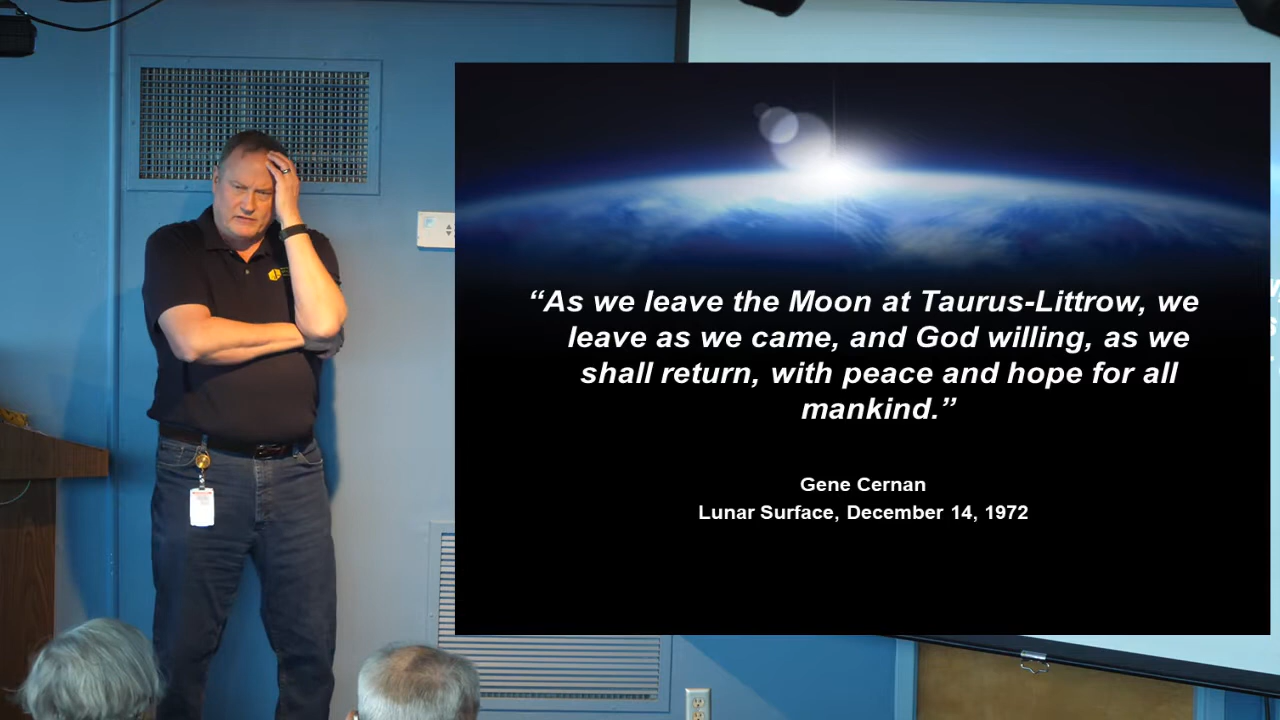 “As we leave the Moon at Taurus-Littrow, we
leave as we came, and God willing, as we
shall return, with peace and hope for all
mankind.”
Gene Cernan
Lunar Surface, December 14, 1972